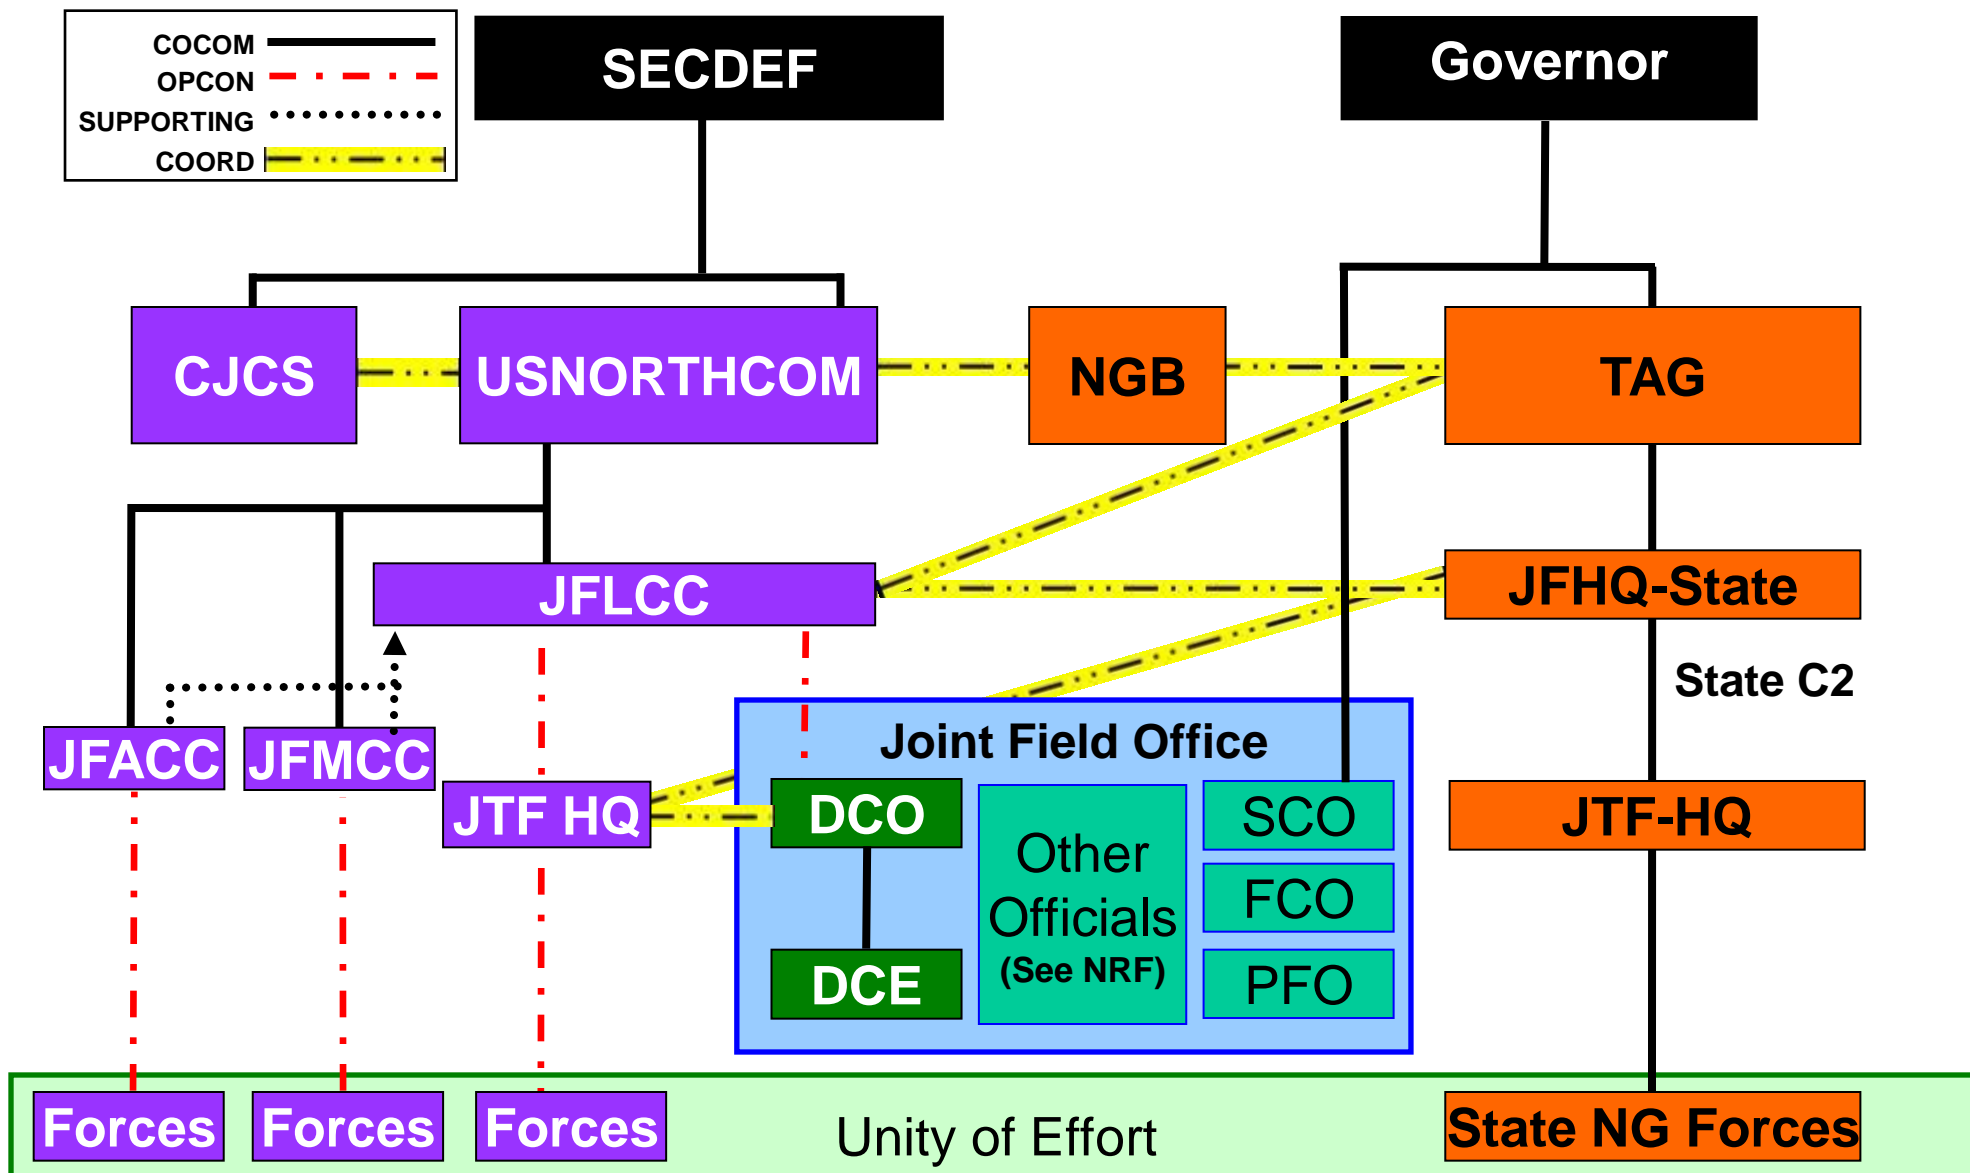 COCOM
OPCON
SUPPORTING
COORD
SECDEF
Governor
CJCS
USNORTHCOM
NGB
TAG
JFLCC
JFHQ-State
State C2
JFACC
JFMCC
JTF HQ
Joint Field Office
DCO
DCE
Other
Officials
(See NRF)
SCO
FCO
PFO
JTF-HQ
Forces
Forces
Forces
Unity of Effort
State NG Forces